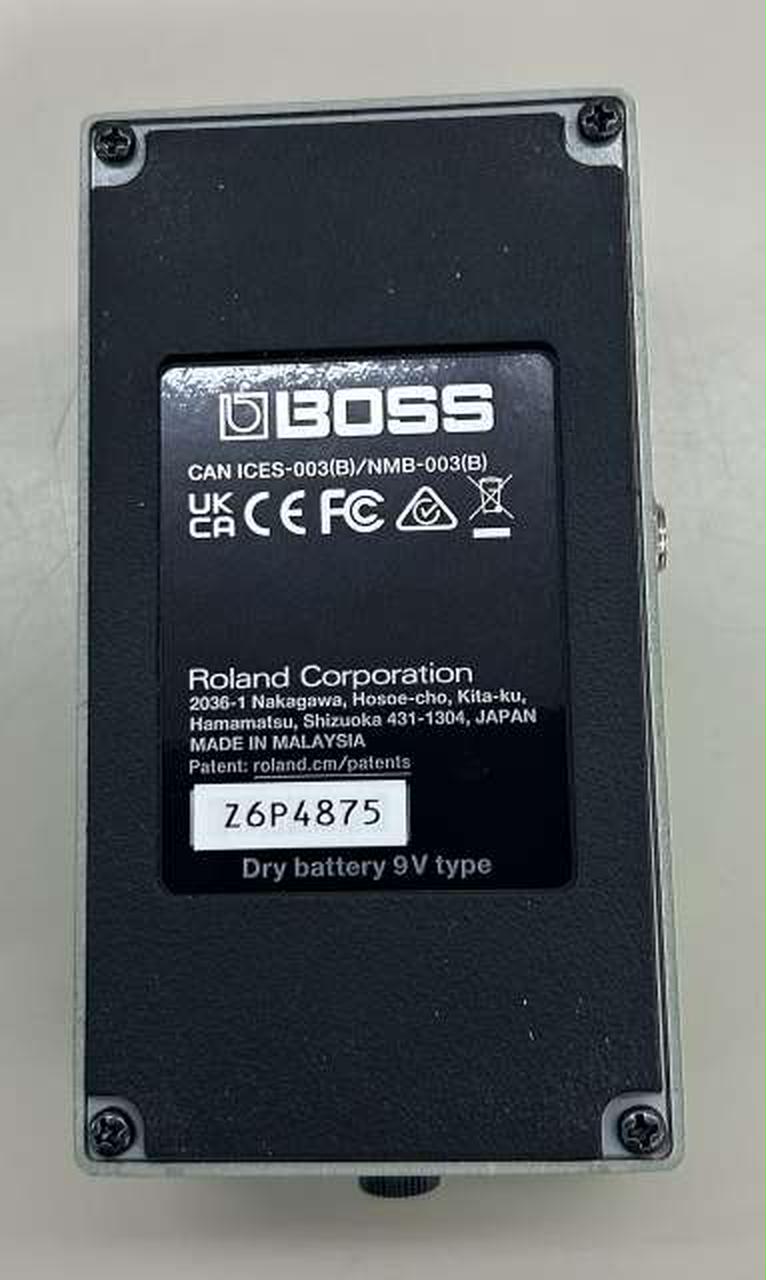 BOSS
CAN ICES-003(B)/NMB-003(B)
UK CA CE FC
Roland Corporation
2036-1 Nakagawa, Hosoe-cho, Kita-ku,
Hamamatsu, Shizuoka 431-1304, JAPAN
MADE IN MALAYSIA
Patent: roland.cm/patents
Z6P4875
Dry battery 9V type